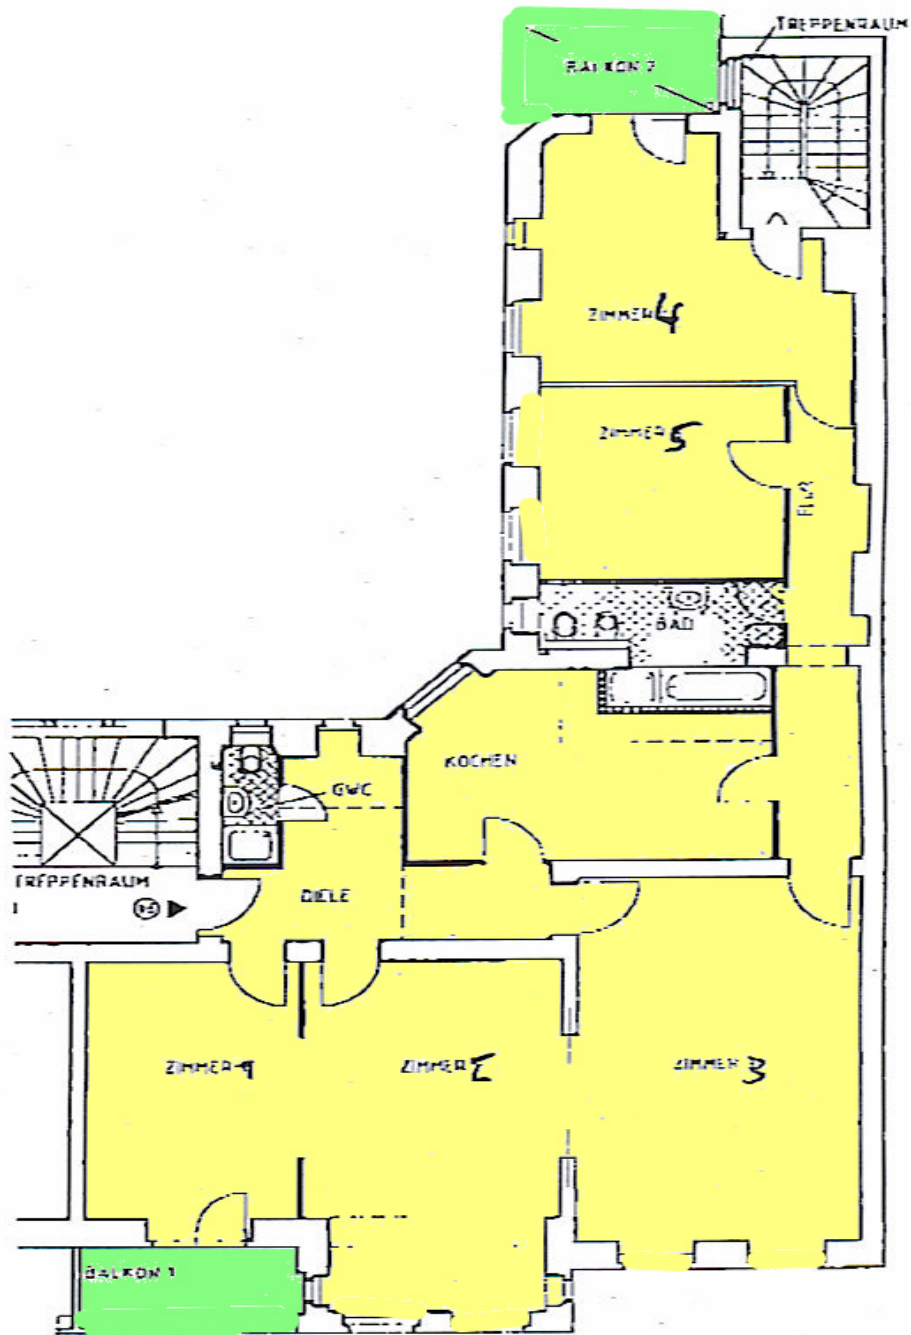 TREPPENRAUM
BALKON 2
ZIMMER 4
ZIMMER 5
FLUR
BAD
KOCHEN
GWC
TREPPENRAUM
DIELE
ZIMMER 1
ZIMMER 2
ZIMMER 3
BALKON 1